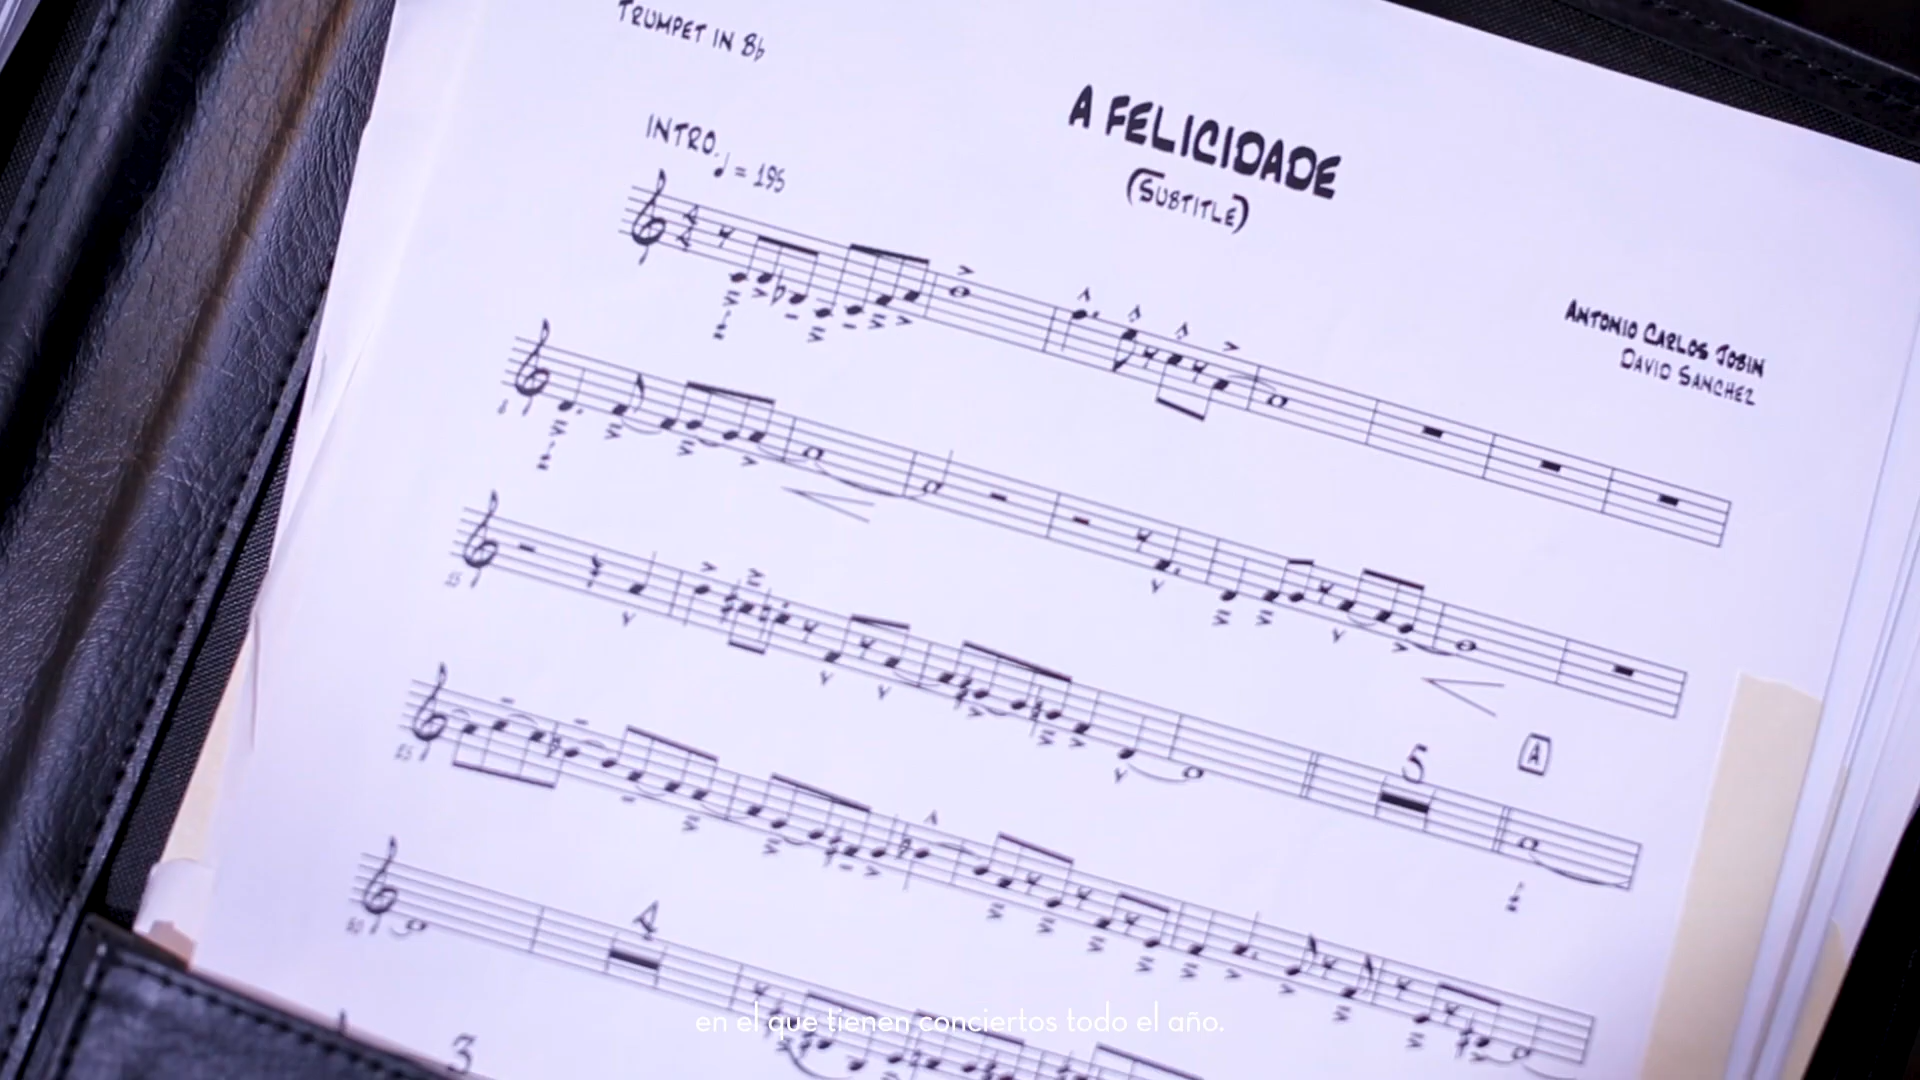 TRUMPET IN B♭
A FELICIDADE
(SUBTITLE)
INTRO
♩ = 195
ANTONIO CARLOS JOBIN
DAVID SANCHEZ
5
A
4
3
en el que tienen conciertos todo el año.